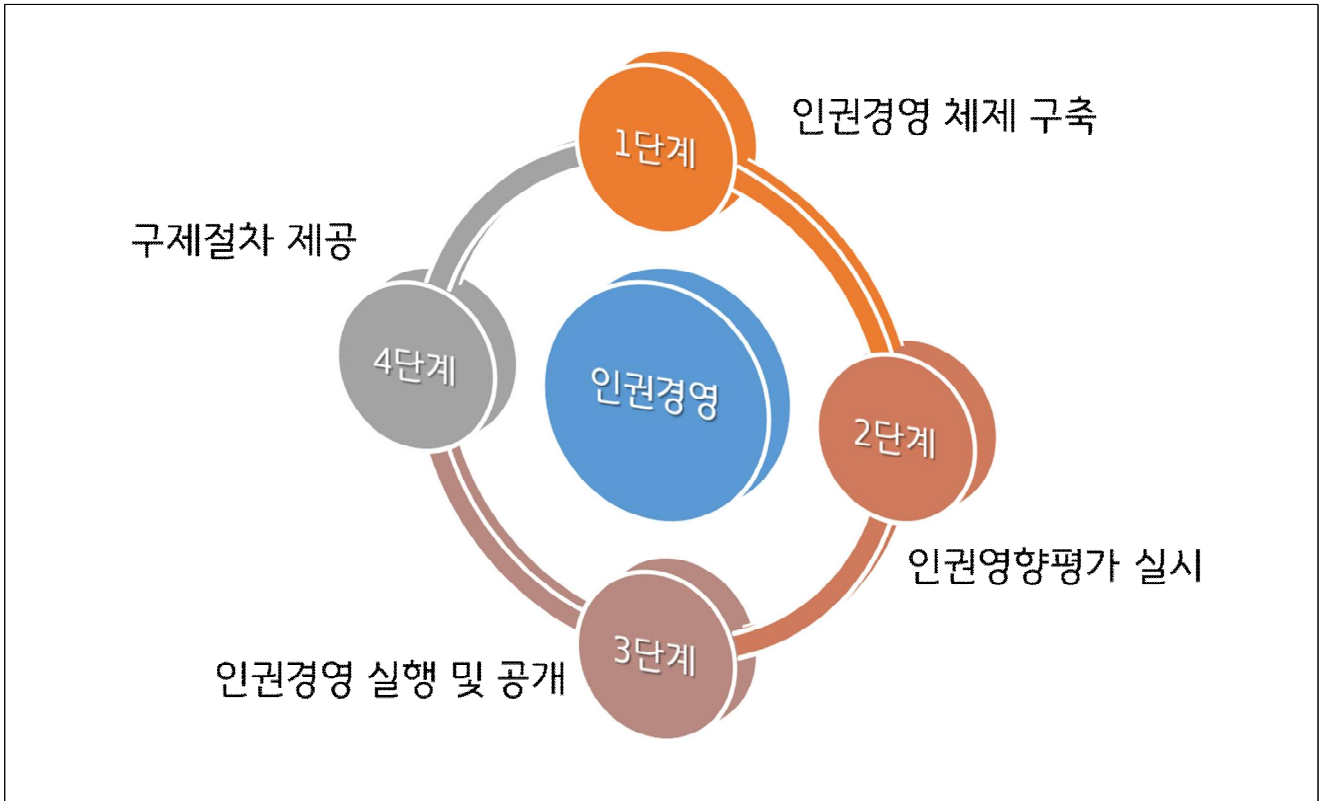 1단계
인권경영 체제 구축
구제절차 제공
4단계
인권경영
2단계
인권영향평가 실시
3단계
인권경영 실행 및 공개